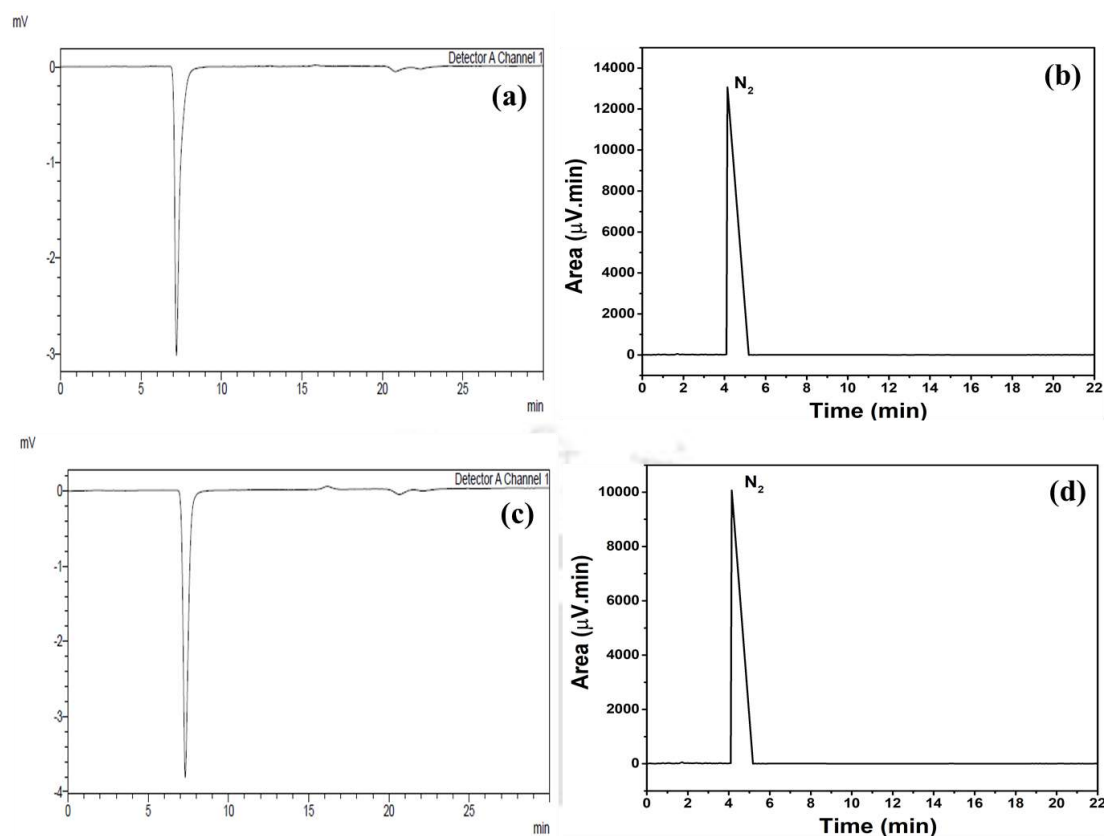 mV
Detector A Channel 1
(a)
0
-1
-2
-3
0 5 10 15 20 25
min
(b)
N2
14000
12000
10000
8000
6000
4000
2000
0
Area (μV.min)
0 2 4 6 8 10 12 14 16 18 20 22
Time (min)
mV
Detector A Channel 1
(c)
0
-1
-2
-3
-4
0 5 10 15 20 25
min
(d)
N2
10000
8000
6000
4000
2000
0
Area (μV.min)
0 2 4 6 8 10 12 14 16 18 20 22
Time (min)